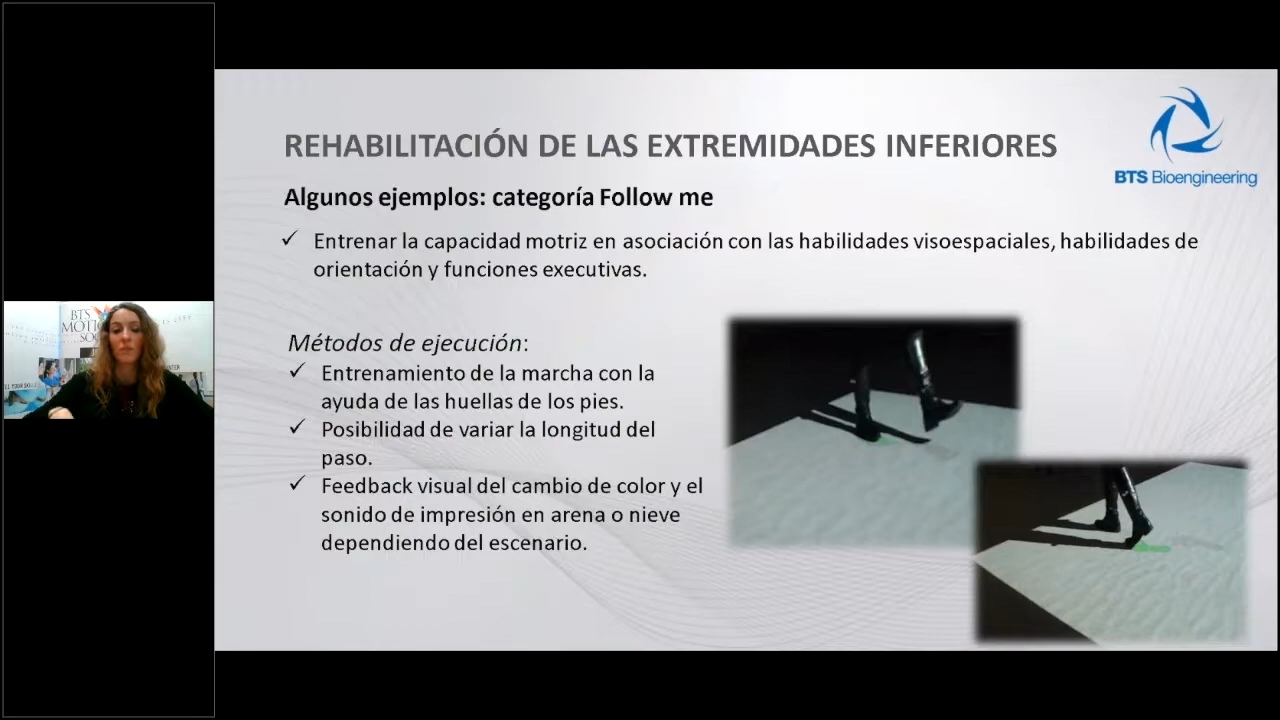 REHABILITACIÓN DE LAS EXTREMIDADES INFERIORES
BTS Bioengineering
Algunos ejemplos: categoría Follow me
✓ Entrenar la capacidad motriz en asociación con las habilidades visoespaciales, habilidades de
orientación y funciones executivas.
Métodos de ejecución:
✓ Entrenamiento de la marcha con la
ayuda de las huellas de los pies.
✓ Posibilidad de variar la longitud del
paso.
✓ Feedback visual del cambio de color y el
sonido de impresión en arena o nieve
dependiendo del escenario.
BTS